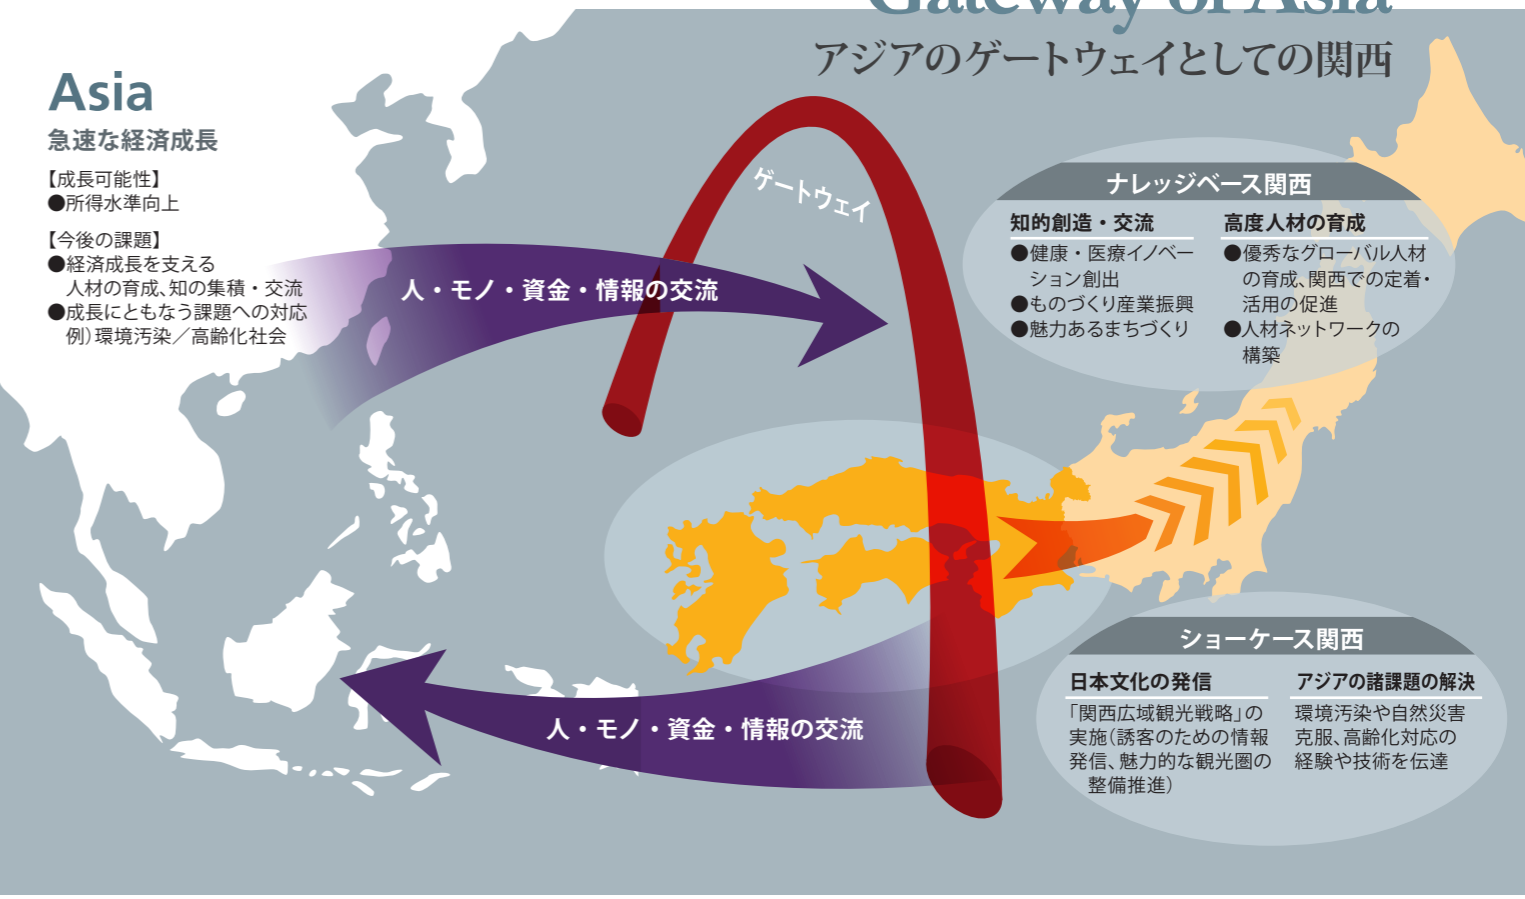 Gateway of Asia
アジアのゲートウェイとしての関西
Asia
急速な経済成長
【成長可能性】
●所得水準向上
【今後の課題】
●経済成長を支える
人材の育成、知の集積・交流
●成長にともなう課題への対応
例）環境汚染／高齢化社会
ゲートウェイ
人・モノ・資金・情報の交流
ナレッジベース関西
知的創造・交流
●健康・医療イノベー
ション創出
●ものづくり産業振興
●魅力あるまちづくり
高度人材の育成
●優秀なグローバル人材
の育成、関西での定着・
活用の促進
●人材ネットワークの
構築
人・モノ・資金・情報の交流
ショーケース関西
日本文化の発信
「関西広域観光戦略」の
実施（誘客のための情報
発信、魅力的な観光圏の
整備推進）
アジアの諸課題の解決
環境汚染や自然災害
克服、高齢化対応の
経験や技術を伝達